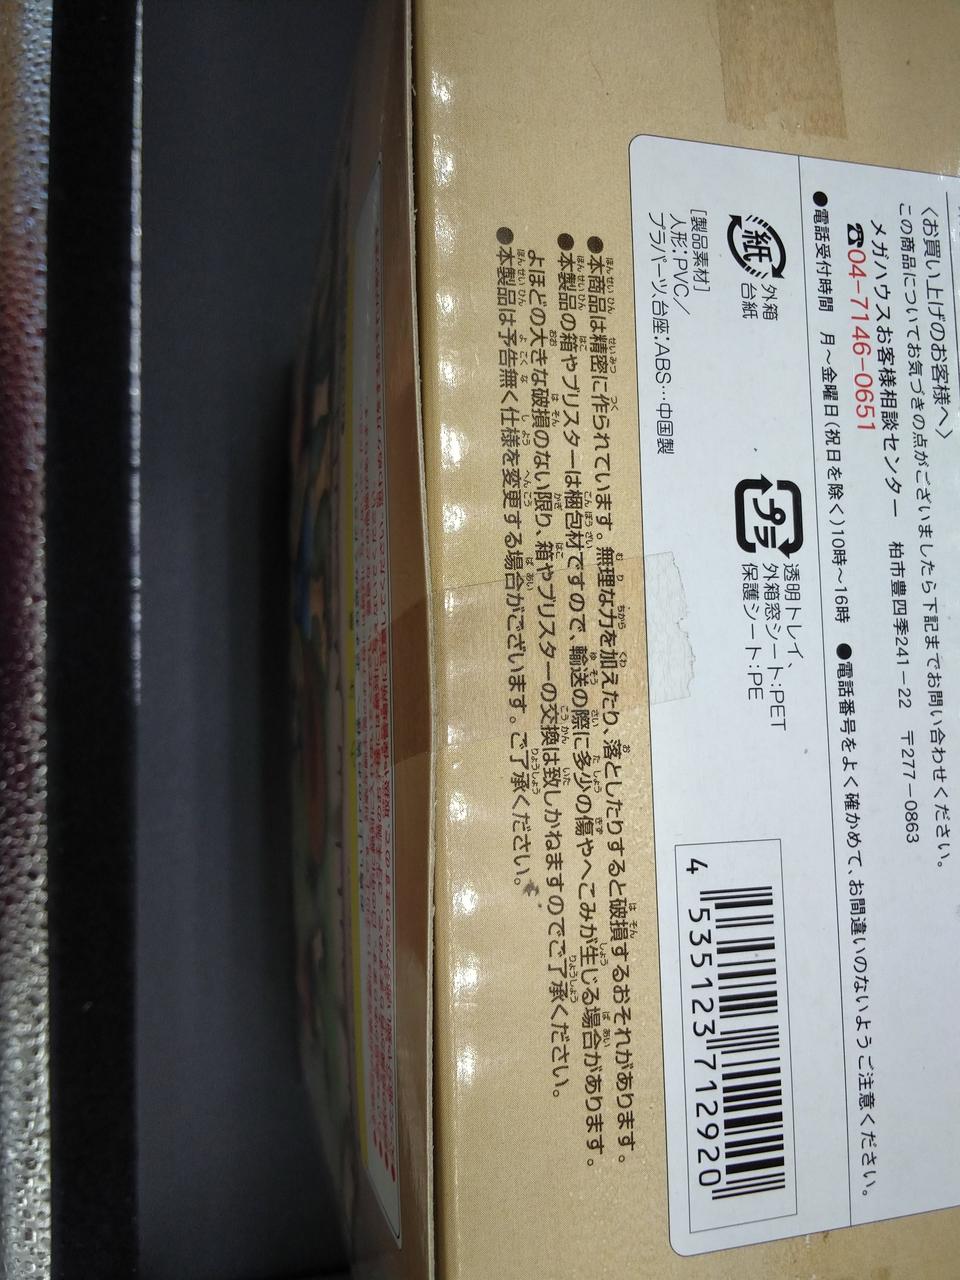 〈お買い上げのお客様へ〉
この商品についてお気づきの点がございましたら下記までお問い合わせください。
メガハウスお客様相談センター 柏市豊四季241-22 〒277-0863
☎04-7146-0651
●電話受付時間 月～金曜日(祝日を除く)10時～16時 ●電話番号をよく確かめて、お間違いのないようご注意ください。
紙 外箱
台紙
プラ 透明トレイ、
外箱窓シート:PET
保護シート:PE
[製品素材]
人形:PVC/
プラパーツ、台座:ABS…中国製
4 535123 712920
●本商品は精密に作られています。無理な力を加えたり、落としたりすると破損するおそれがあります。
●本製品の箱やブリスターは梱包材ですので、輸送の際に多少の傷やへこみが生じる場合があります。
よほどの大きな破損のない限り、箱やブリスターの交換は致しかねますのでご了承ください。
●本製品は予告無く仕様を変更する場合がございます。ご了承ください。